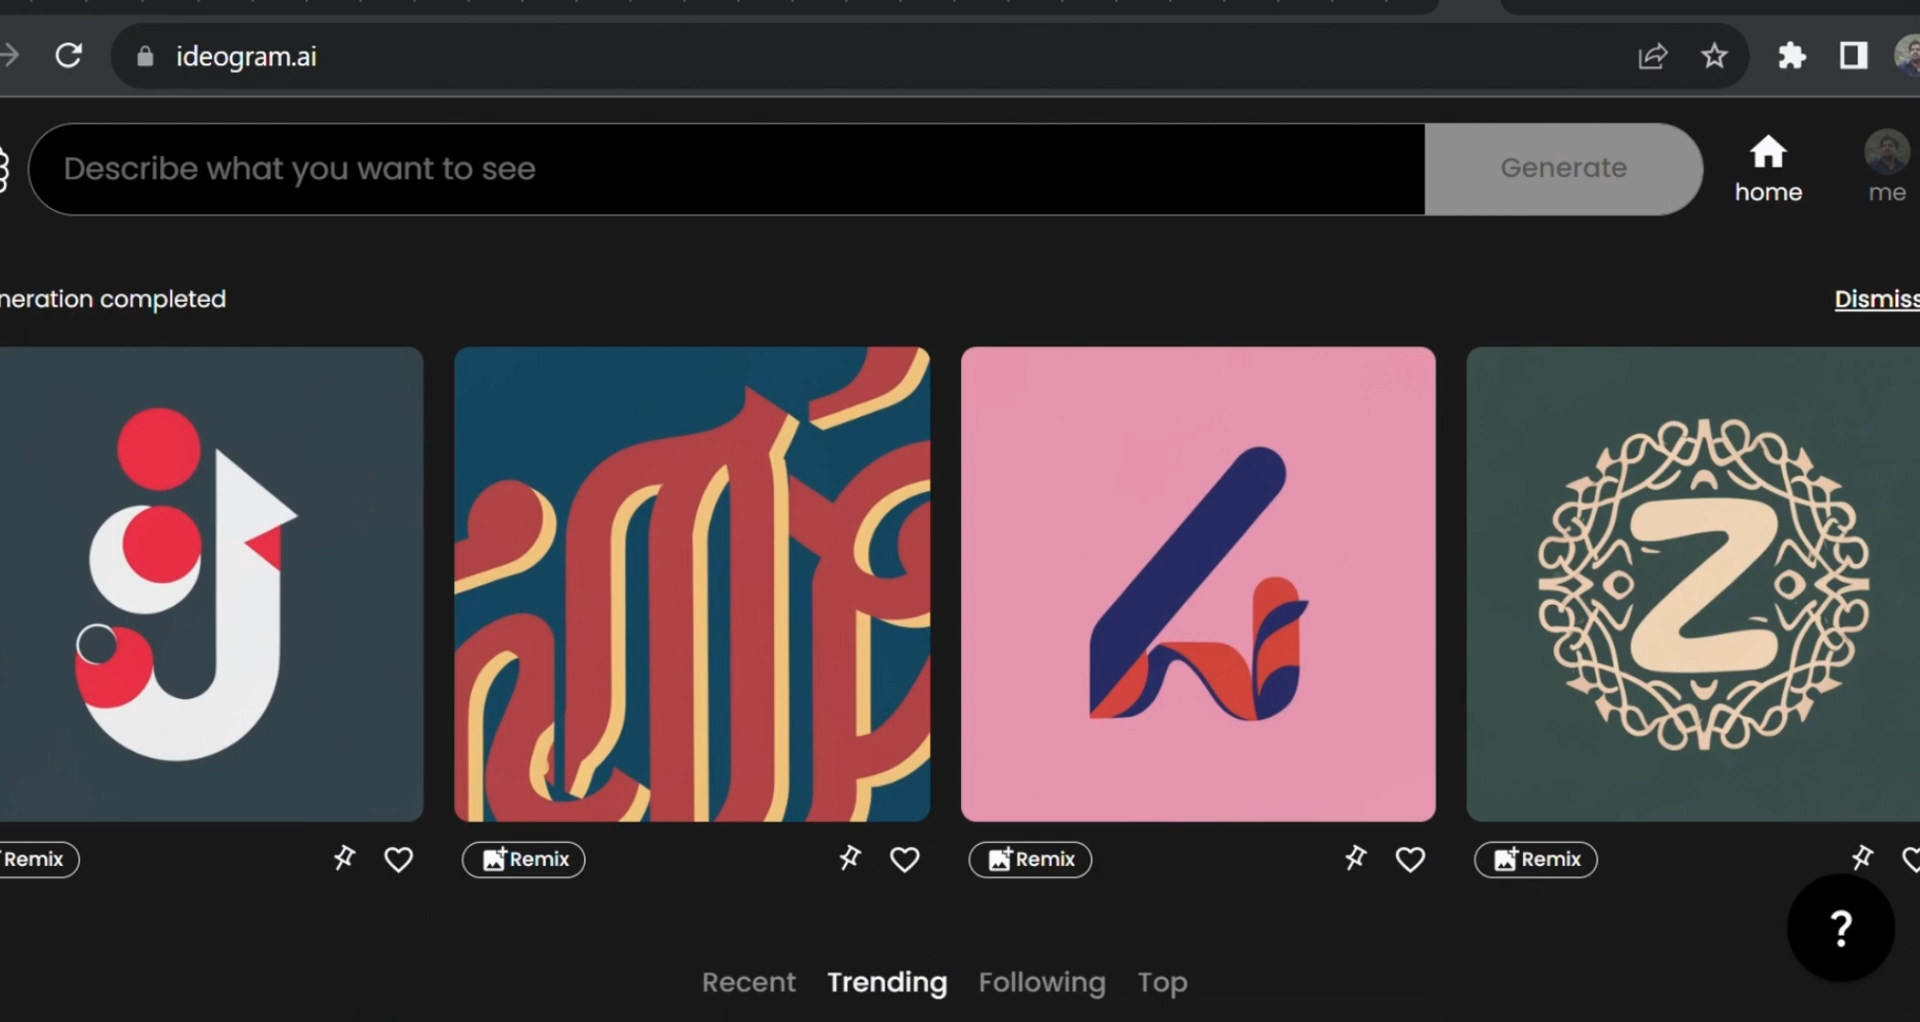 ideogram.ai
Describe what you want to see
Generate
home
me
neration completed
Dismiss
Z
Remix
Remix
Remix
Remix
?
Recent Trending Following Top